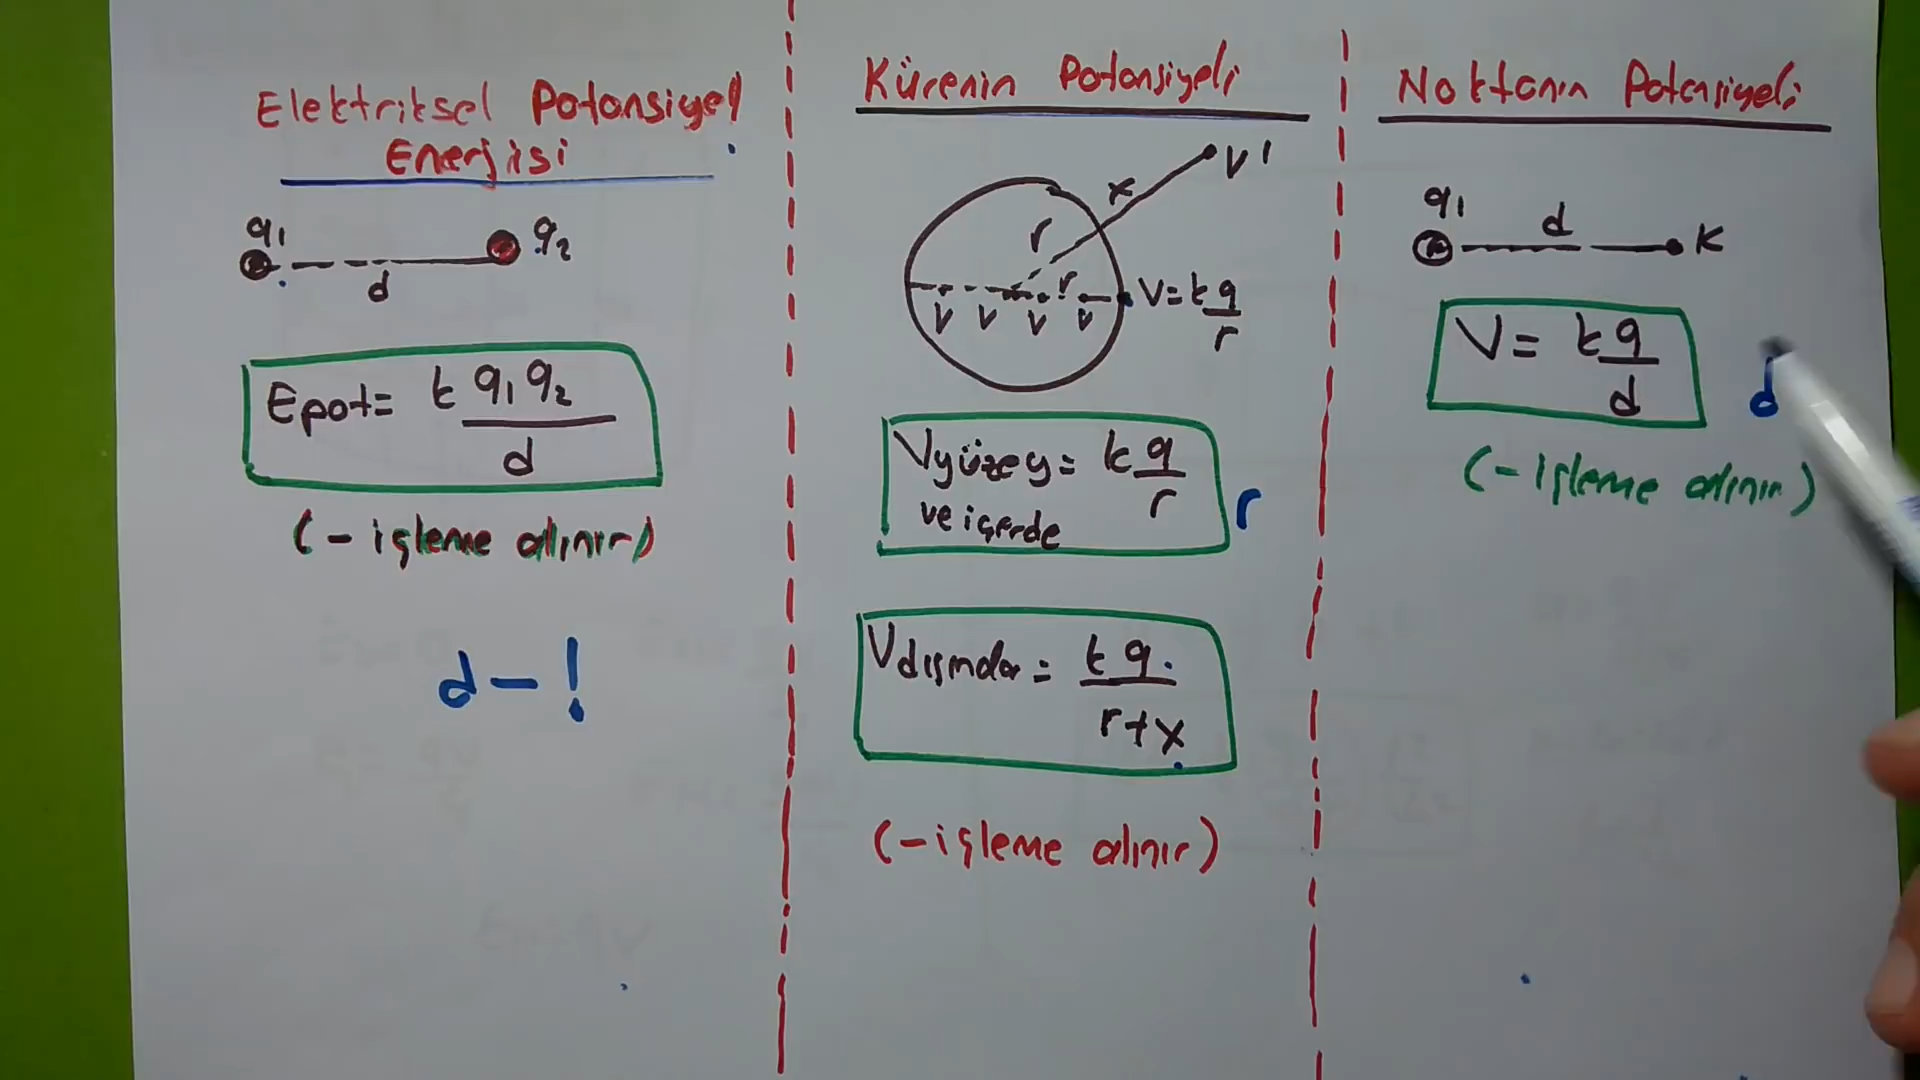 Elektriksel Potansiyel
Enerjisi
q1
q2
d
Epot= k q1 q2
d
(- işleme alınır)
d - !
Kürenin Potansiyeli
V'
x
r
r
V V V V
V= k q
r
Vyüzey= k q
r
ve içerde
r
Vdışında = k q
r+x
(- işleme alınır)
Noktanın Potansiyeli
q1
d
K
V= k q
d
d
(- işleme alınır)